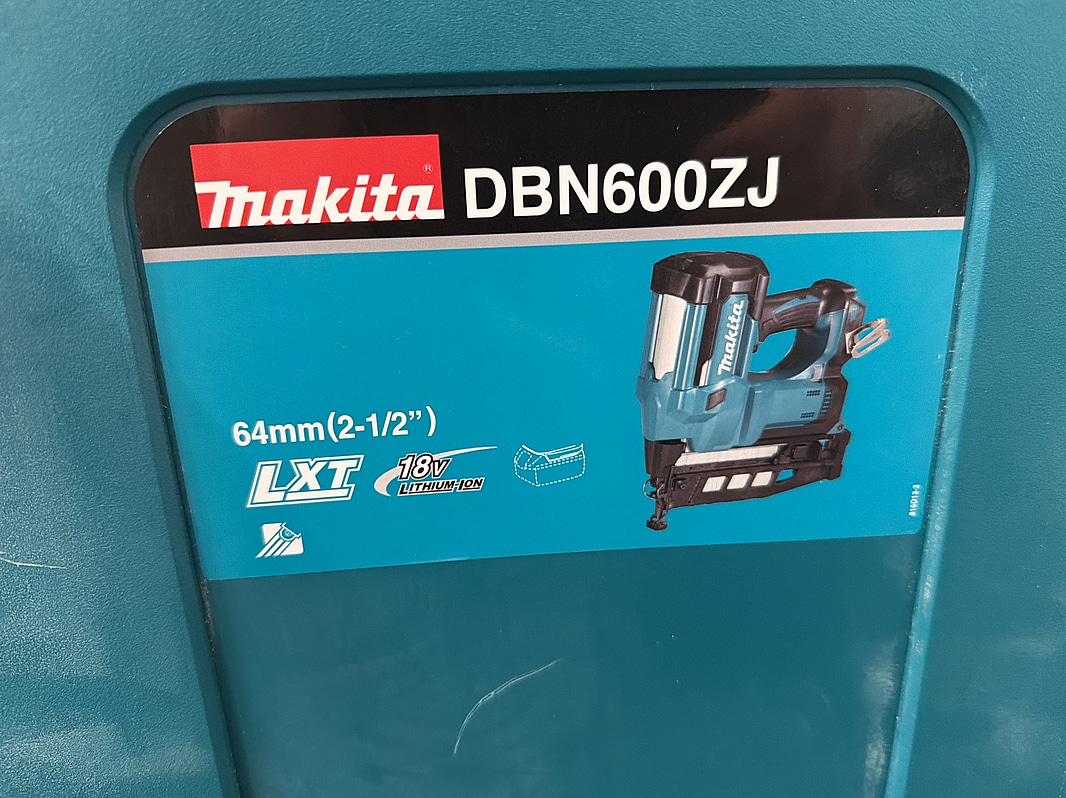 makita® DBN600ZJ
makita
64mm(2-1/2")
LXT 18V
LITHIUM-ION